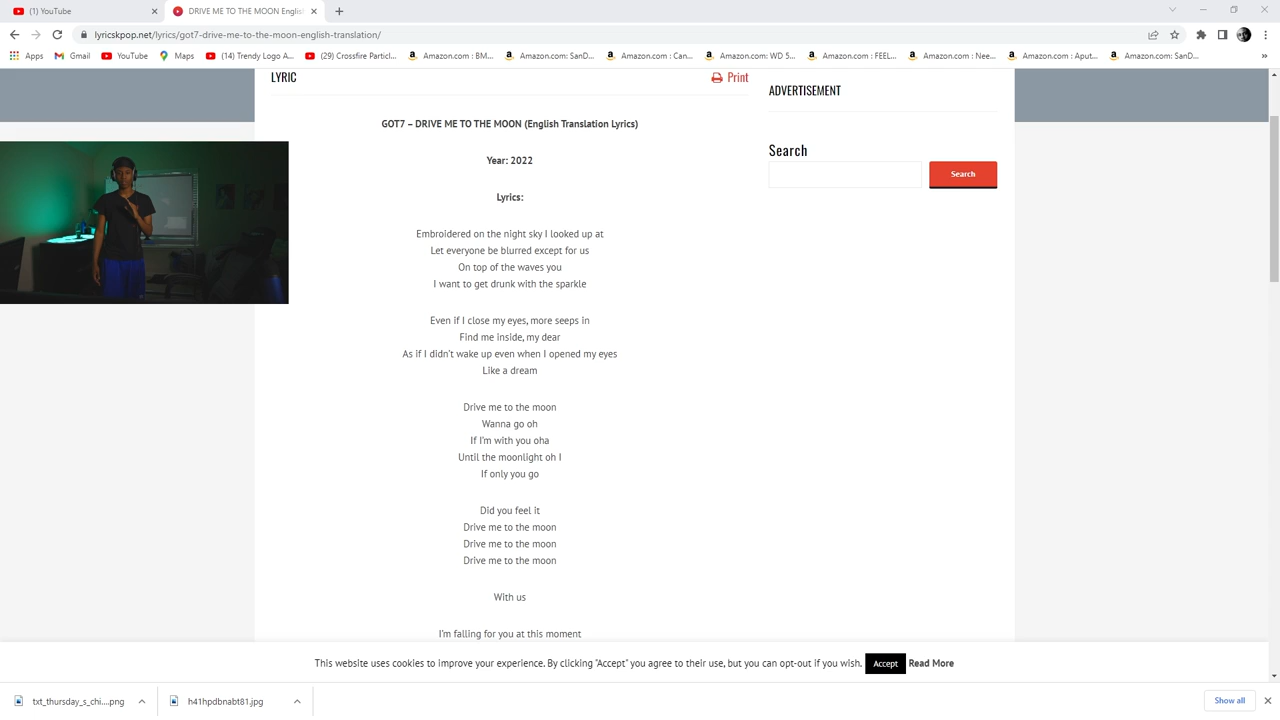 (1) YouTube
DRIVE ME TO THE MOON Englis
lyricskpop.net/lyrics/got7-drive-me-to-the-moon-english-translation/
Apps Gmail YouTube Maps (14) Trendy Logo A... (29) Crossfire Particl... Amazon.com : BM... Amazon.com: SanD... Amazon.com : Can... Amazon.com: WD 5... Amazon.com : FEEL... Amazon.com : Nee... Amazon.com : Aput... Amazon.com: SanD... »
LYRIC
Print
ADVERTISEMENT
GOT7 – DRIVE ME TO THE MOON (English Translation Lyrics)
Search
Year: 2022
Search
Lyrics:
Embroidered on the night sky I looked up at
Let everyone be blurred except for us
On top of the waves you
I want to get drunk with the sparkle
Even if I close my eyes, more seeps in
Find me inside, my dear
As if I didn't wake up even when I opened my eyes
Like a dream
Drive me to the moon
Wanna go oh
If I'm with you oha
Until the moonlight oh I
If only you go
Did you feel it
Drive me to the moon
Drive me to the moon
Drive me to the moon
With us
I'm falling for you at this moment
This website uses cookies to improve your experience. By clicking "Accept" you agree to their use, but you can opt-out if you wish. Accept Read More
txt_thursday_s_chi....png
h41hpdbnabt81.jpg
Show all